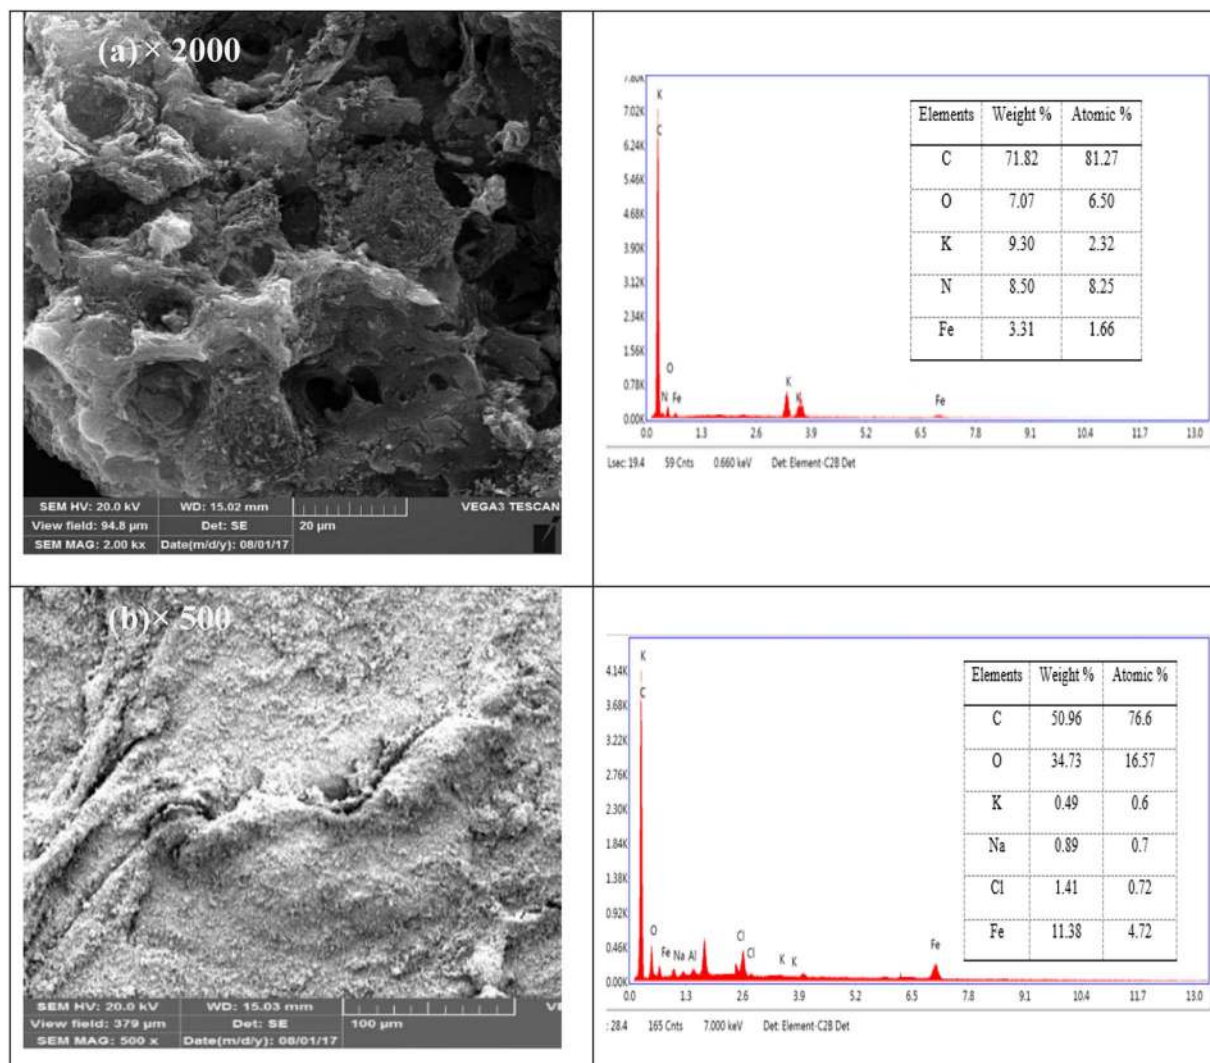 (a) × 2000
SEM HV: 20.0 kV WD: 15.02 mm VEGA3 TESCAN
View field: 94.8 µm Det: SE 20 µm
SEM MAG: 2.00 kx Date(m/d/y): 08/01/17
7.80K
K
7.02K
C
6.24K
5.46K
4.68K
3.90K
3.12K
2.34K
1.56K
0.78K
0.00K
O
N Fe K K Fe
0.0 1.3 2.6 3.9 5.2 6.5 7.8 9.1 10.4 11.7 13.0
Lsec: 19.4 59 Cnts 0.660 keV Det: Element-C2B Det
Elements Weight % Atomic %
C 71.82 81.27
O 7.07 6.50
K 9.30 2.32
N 8.50 8.25
Fe 3.31 1.66
(b)× 500
SEM HV: 20.0 kV WD: 15.03 mm
View field: 379 µm Det: SE 100 µm
SEM MAG: 500 x Date(m/d/y): 08/01/17
K
4.14K
C
3.68K
3.22K
2.76K
2.30K
1.84K
1.38K
0.92K
0.46K
0.00K
O Fe Na Al Cl Cl K K Fe
0.0 1.3 2.6 3.9 5.2 6.5 7.8 9.1 10.4 11.7 13.0
: 28.4 165 Cnts 7.000 keV Det: Element-C2B Det
Elements Weight % Atomic %
C 50.96 76.6
O 34.73 16.57
K 0.49 0.6
Na 0.89 0.7
Cl 1.41 0.72
Fe 11.38 4.72